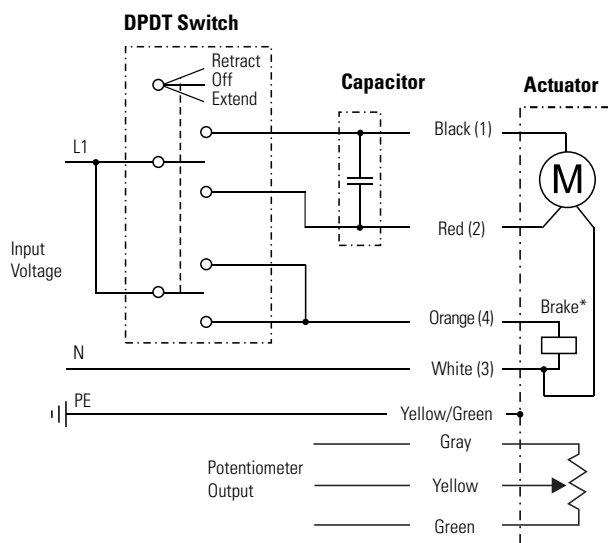 DPDT Switch
Retract
Off
Extend
Capacitor
Actuator
L1
Black (1)
M
Red (2)
Input
Voltage
Orange (4)
Brake*
N
White (3)
PE
Yellow/Green
Gray
Potentiometer
Output
Yellow
Green